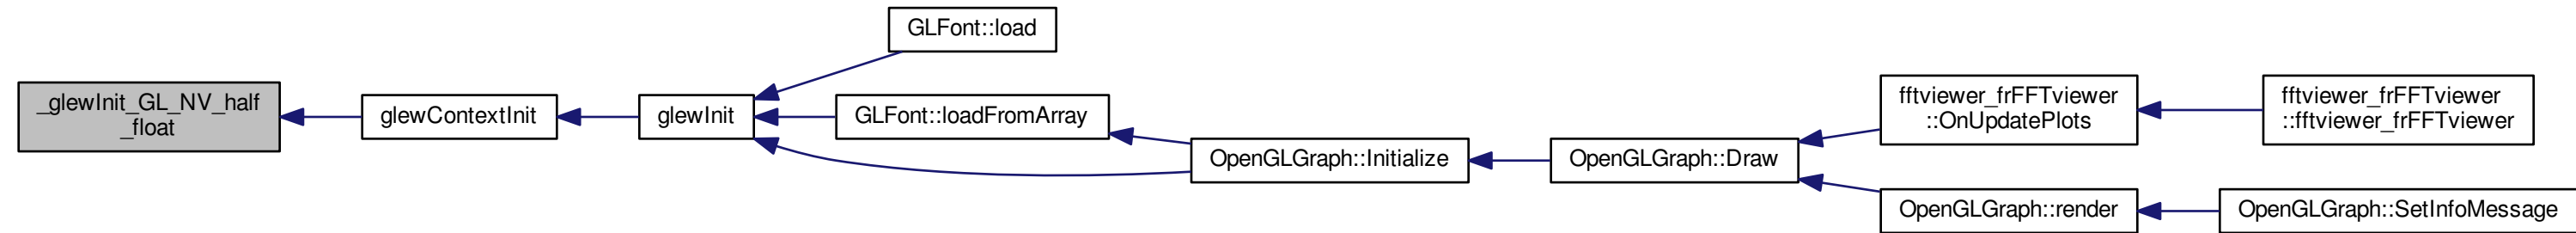 _glewInit_GL_NV_half
_float
glewContextInit
glewInit
GLFont::load
GLFont::loadFromArray
OpenGLGraph::Initialize
OpenGLGraph::Draw
fftviewer_frFFTviewer
::OnUpdatePlots
fftviewer_frFFTviewer
::fftviewer_frFFTviewer
OpenGLGraph::render
OpenGLGraph::SetInfoMessage